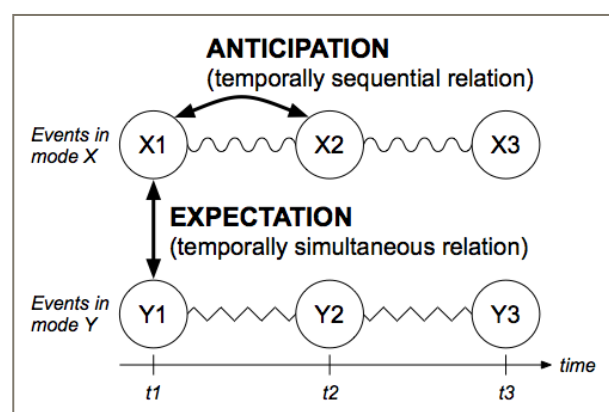 ANTICIPATION
(temporally sequential relation)
Events in
mode X
X1
X2
X3
EXPECTATION
(temporally simultaneous relation)
Events in
mode Y
Y1
Y2
Y3
time
t1
t2
t3